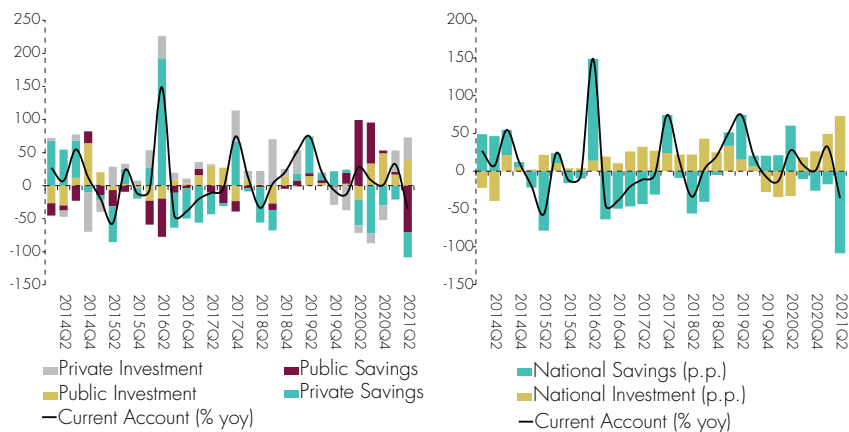 250
200
150
100
50
0
-50
-100
-150
2014Q2
2014Q4
2015Q2
2015Q4
2016Q2
2016Q4
2017Q2
2017Q4
2018Q2
2018Q4
2019Q2
2019Q4
2020Q2
2020Q4
2021Q2
Private Investment
Public Savings
Public Investment
Private Savings
Current Account (% yoy)
200
150
100
50
0
-50
-100
-150
2014Q2
2014Q4
2015Q2
2015Q4
2016Q2
2016Q4
2017Q2
2017Q4
2018Q2
2018Q4
2019Q2
2019Q4
2020Q2
2020Q4
2021Q2
National Savings (p.p.)
National Investment (p.p.)
Current Account (% yoy)